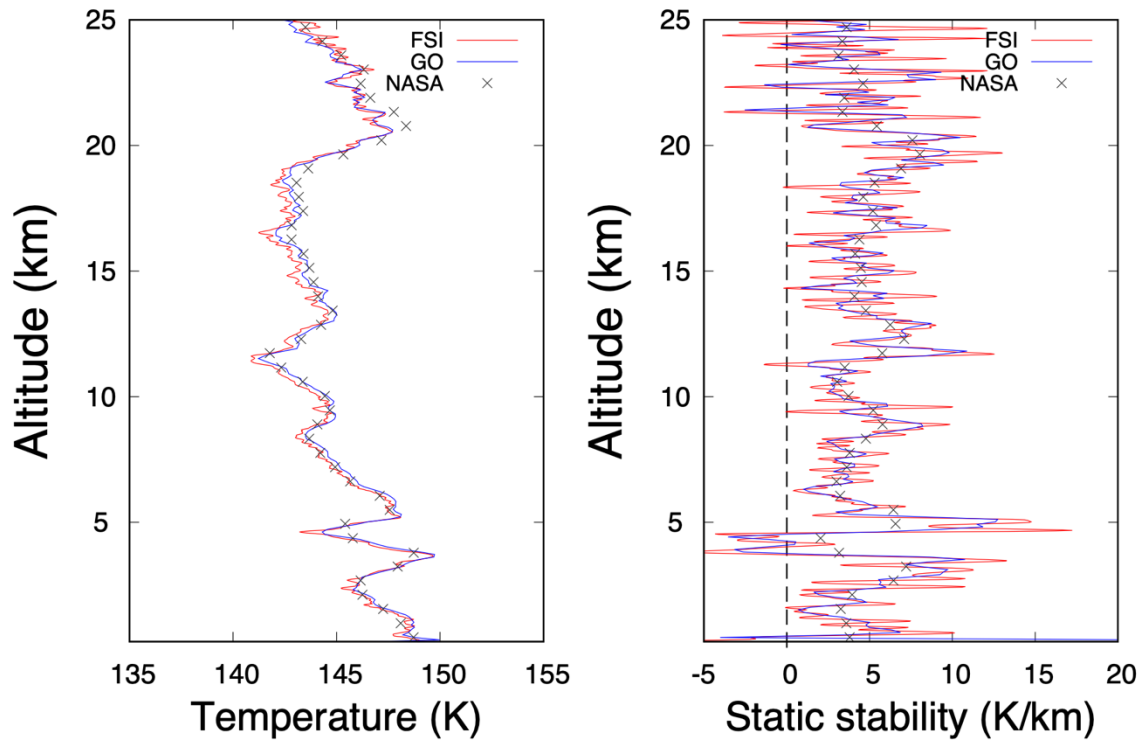 25
20
15
10
5
Altitude (km)
FSI
GO
NASA
135
140
145
150
155
Temperature (K)
25
20
15
10
5
Altitude (km)
FSI
GO
NASA
-5
0
5
10
15
20
Static stability (K/km)